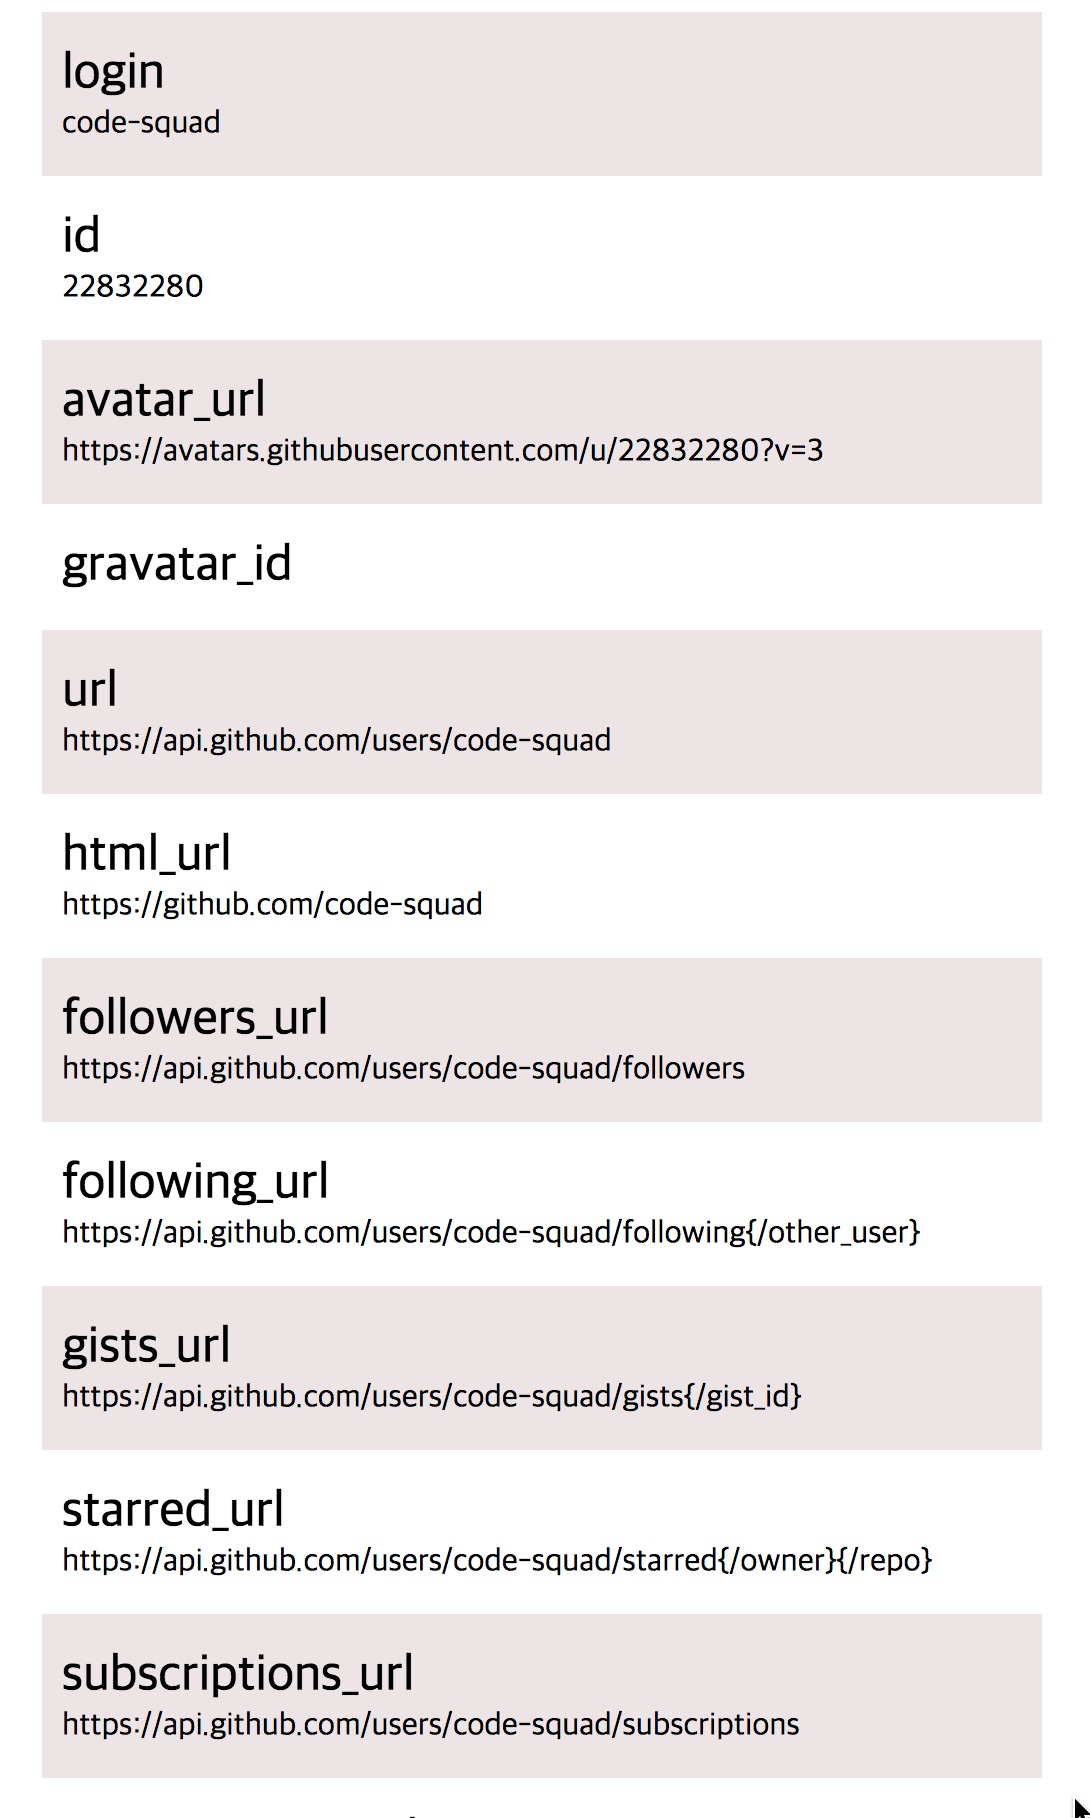 login
code-squad
id
22832280
avatar_url
https://avatars.githubusercontent.com/u/22832280?v=3
gravatar_id
url
https://api.github.com/users/code-squad
html_url
https://github.com/code-squad
followers_url
https://api.github.com/users/code-squad/followers
following_url
https://api.github.com/users/code-squad/following{/other_user}
gists_url
https://api.github.com/users/code-squad/gists{/gist_id}
starred_url
https://api.github.com/users/code-squad/starred{/owner}{/repo}
subscriptions_url
https://api.github.com/users/code-squad/subscriptions